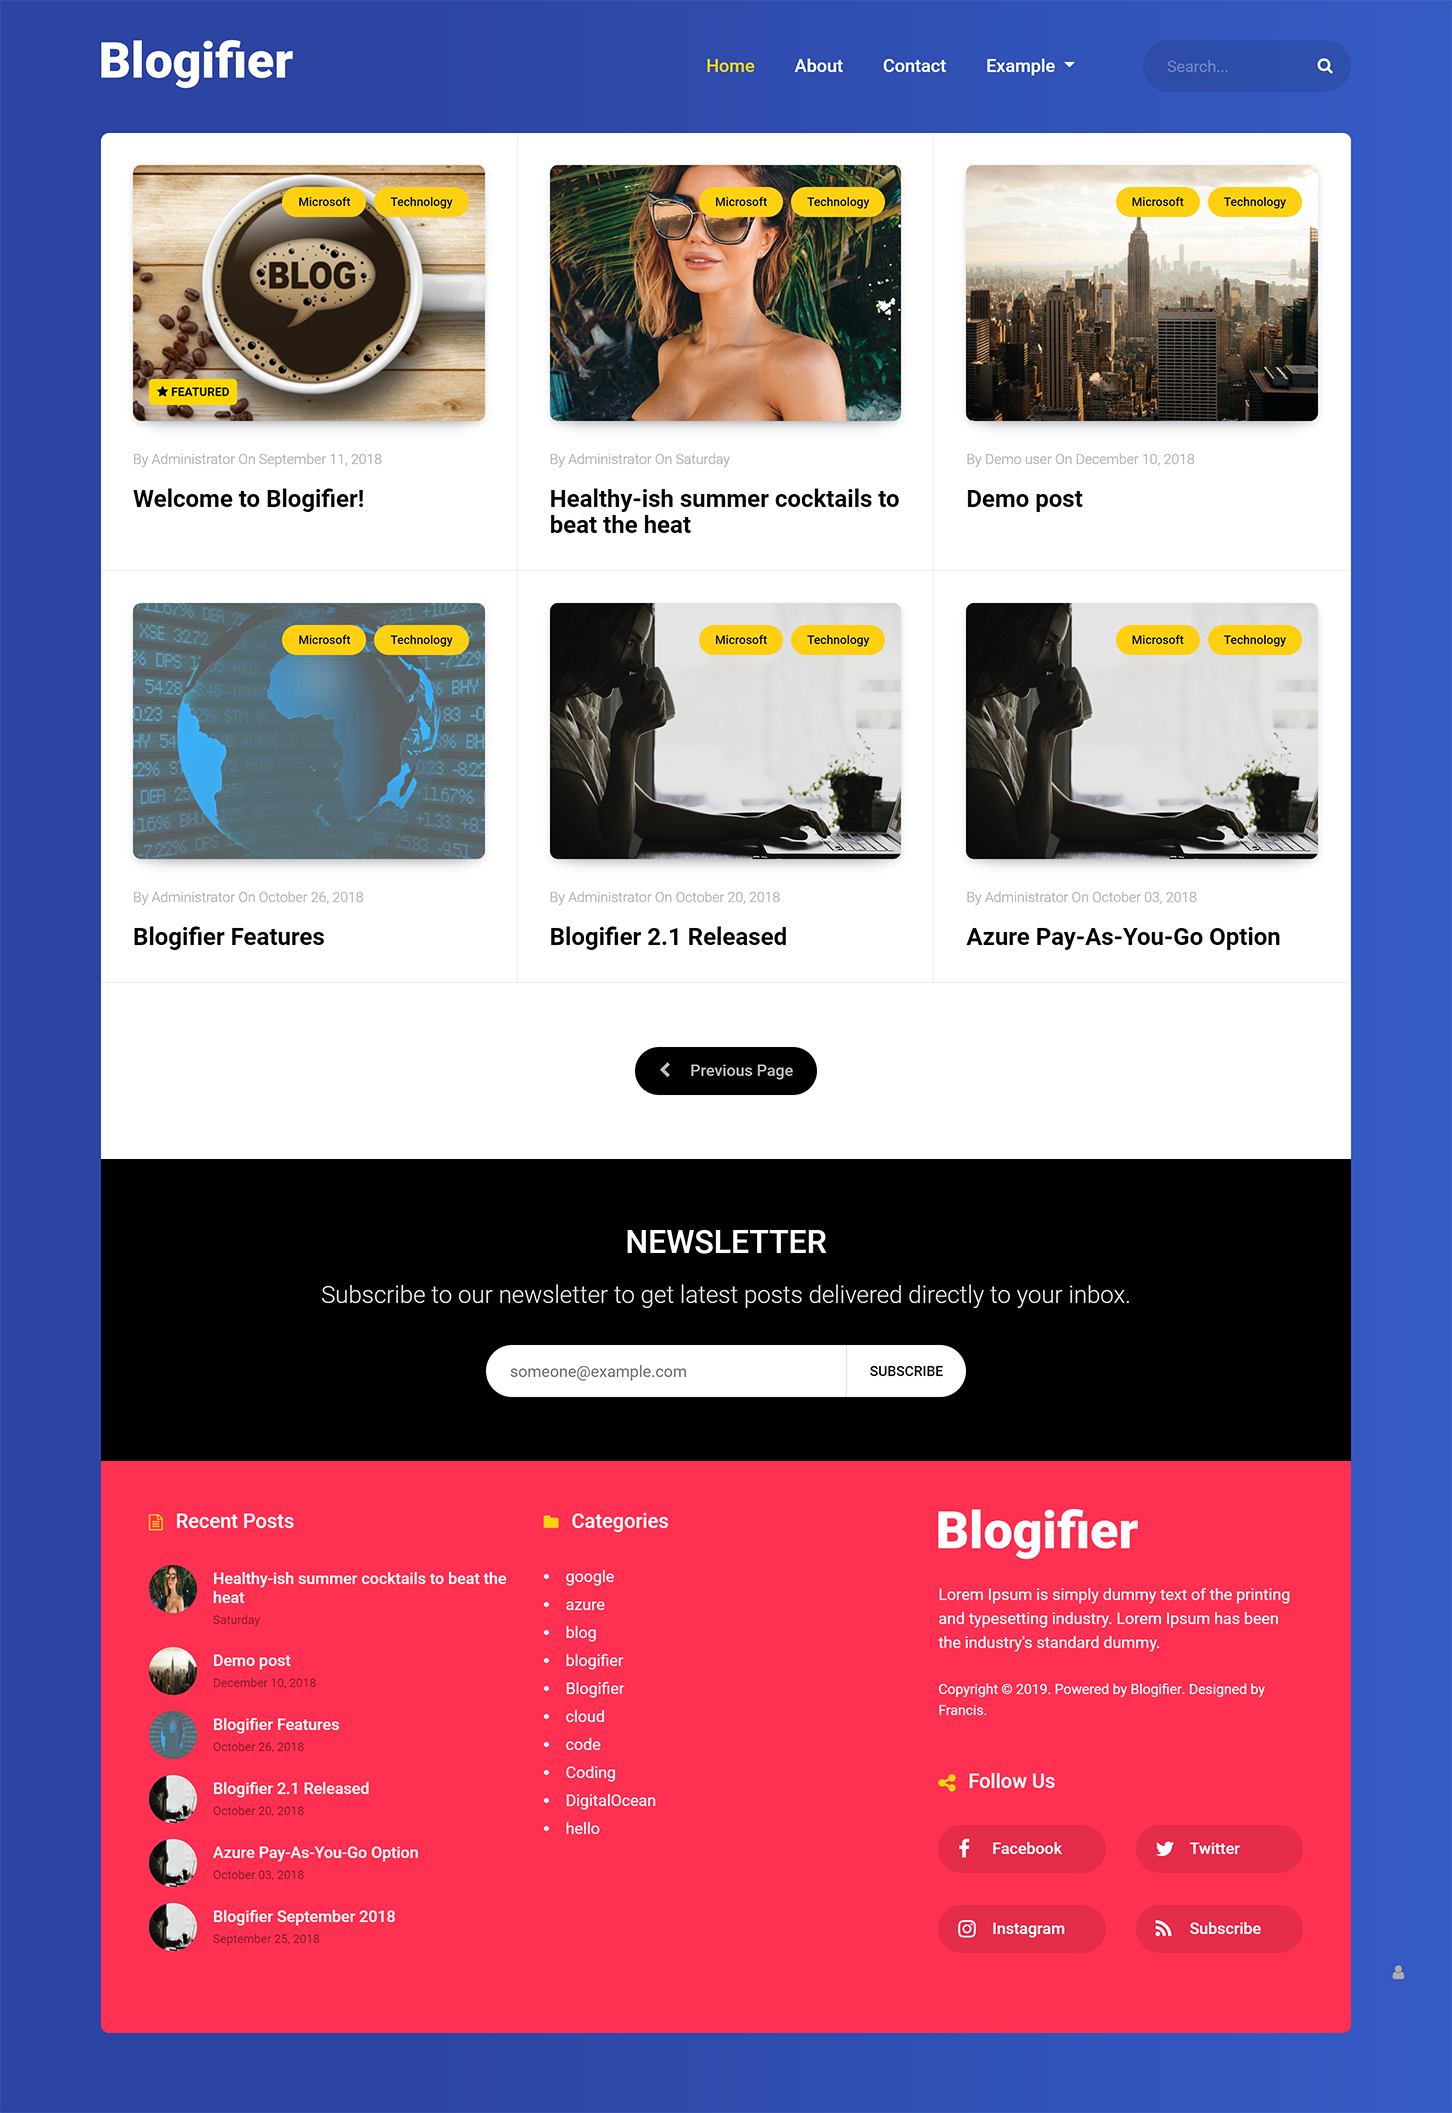 Blogifier
Home About Contact Example Search...
Microsoft Technology
BLOG
FEATURED
By Administrator On September 11, 2018
Welcome to Blogifier!
Microsoft Technology
By Administrator On Saturday
Healthy-ish summer cocktails to
beat the heat
Microsoft Technology
By Demo user On December 10, 2018
Demo post
Microsoft Technology
By Administrator On October 26, 2018
Blogifier Features
Microsoft Technology
By Administrator On October 20, 2018
Blogifier 2.1 Released
Microsoft Technology
By Administrator On October 03, 2018
Azure Pay-As-You-Go Option
Previous Page
NEWSLETTER
Subscribe to our newsletter to get latest posts delivered directly to your inbox.
someone@example.com SUBSCRIBE
Recent Posts
Healthy-ish summer cocktails to beat the
heat
Saturday
Demo post
December 10, 2018
Blogifier Features
October 26, 2018
Blogifier 2.1 Released
October 20, 2018
Azure Pay-As-You-Go Option
October 03, 2018
Blogifier September 2018
September 25, 2018
Categories
• google
• azure
• blog
• blogifier
• Blogifier
• cloud
• code
• Coding
• DigitalOcean
• hello
Blogifier
Lorem Ipsum is simply dummy text of the printing
and typesetting industry. Lorem Ipsum has been
the industry's standard dummy.
Copyright © 2019. Powered by Blogifier. Designed by
Francis.
Follow Us
Facebook Twitter
Instagram Subscribe